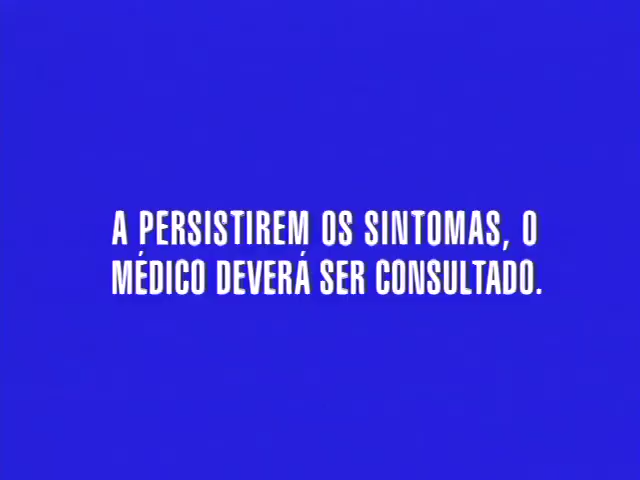 A PERSISTIREM OS SINTOMAS, O
MÉDICO DEVERÁ SER CONSULTADO.